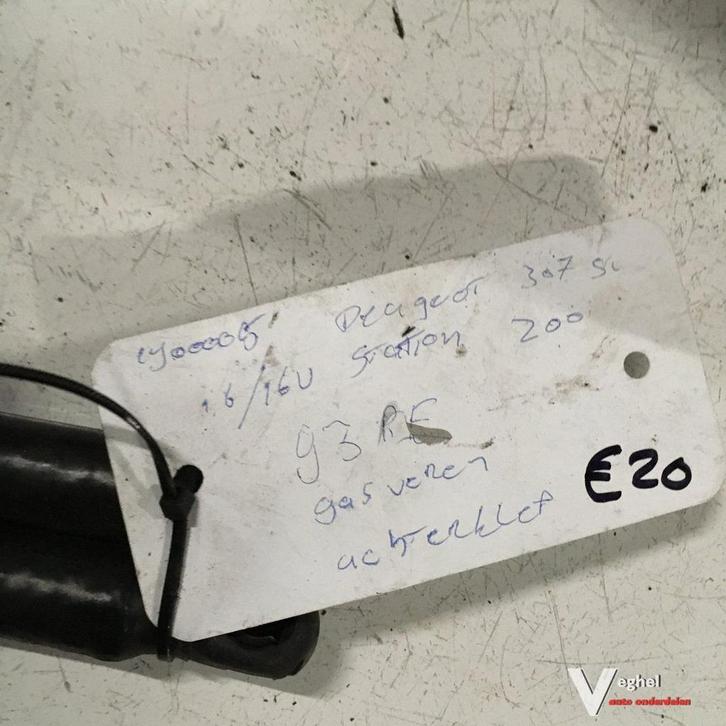 Peugeot 307 SW
1.6/16V Station 200
93 RE
gasveren
achterklep
€20
Veghel
auto onderdelen